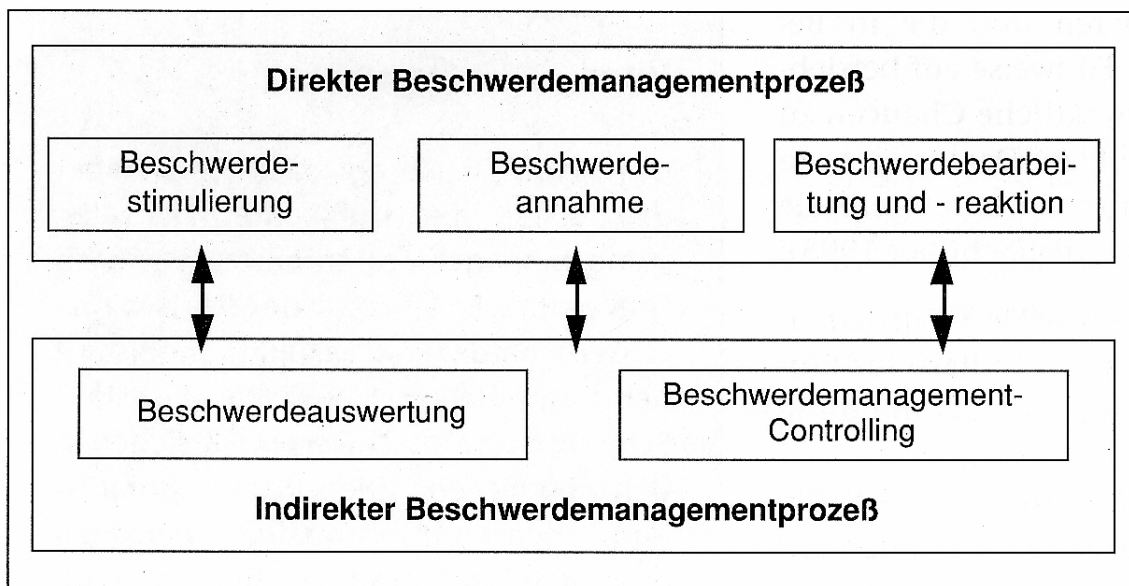 Direkter Beschwerdemanagementprozeß
Beschwerde-
stimulierung
Beschwerde-
annahme
Beschwerdebearbei-
tung und - reaktion
Beschwerdeauswertung
Beschwerdemanagement-
Controlling
Indirekter Beschwerdemanagementprozeß